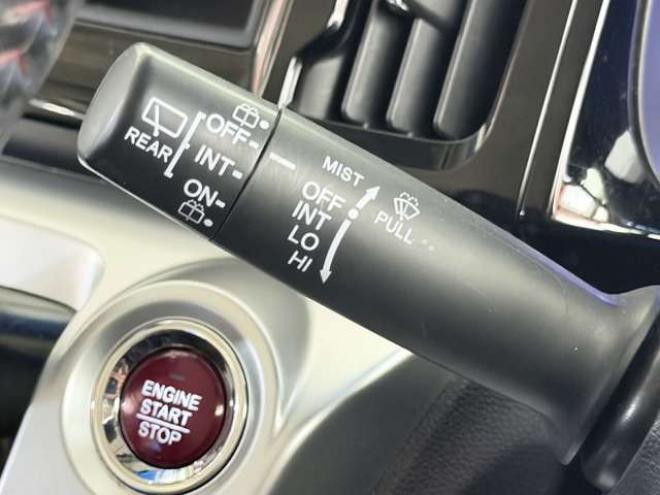 REAR
OFF
INT
ON
MIST
OFF
INT
LO
HI
PULL
ENGINE
START
STOP